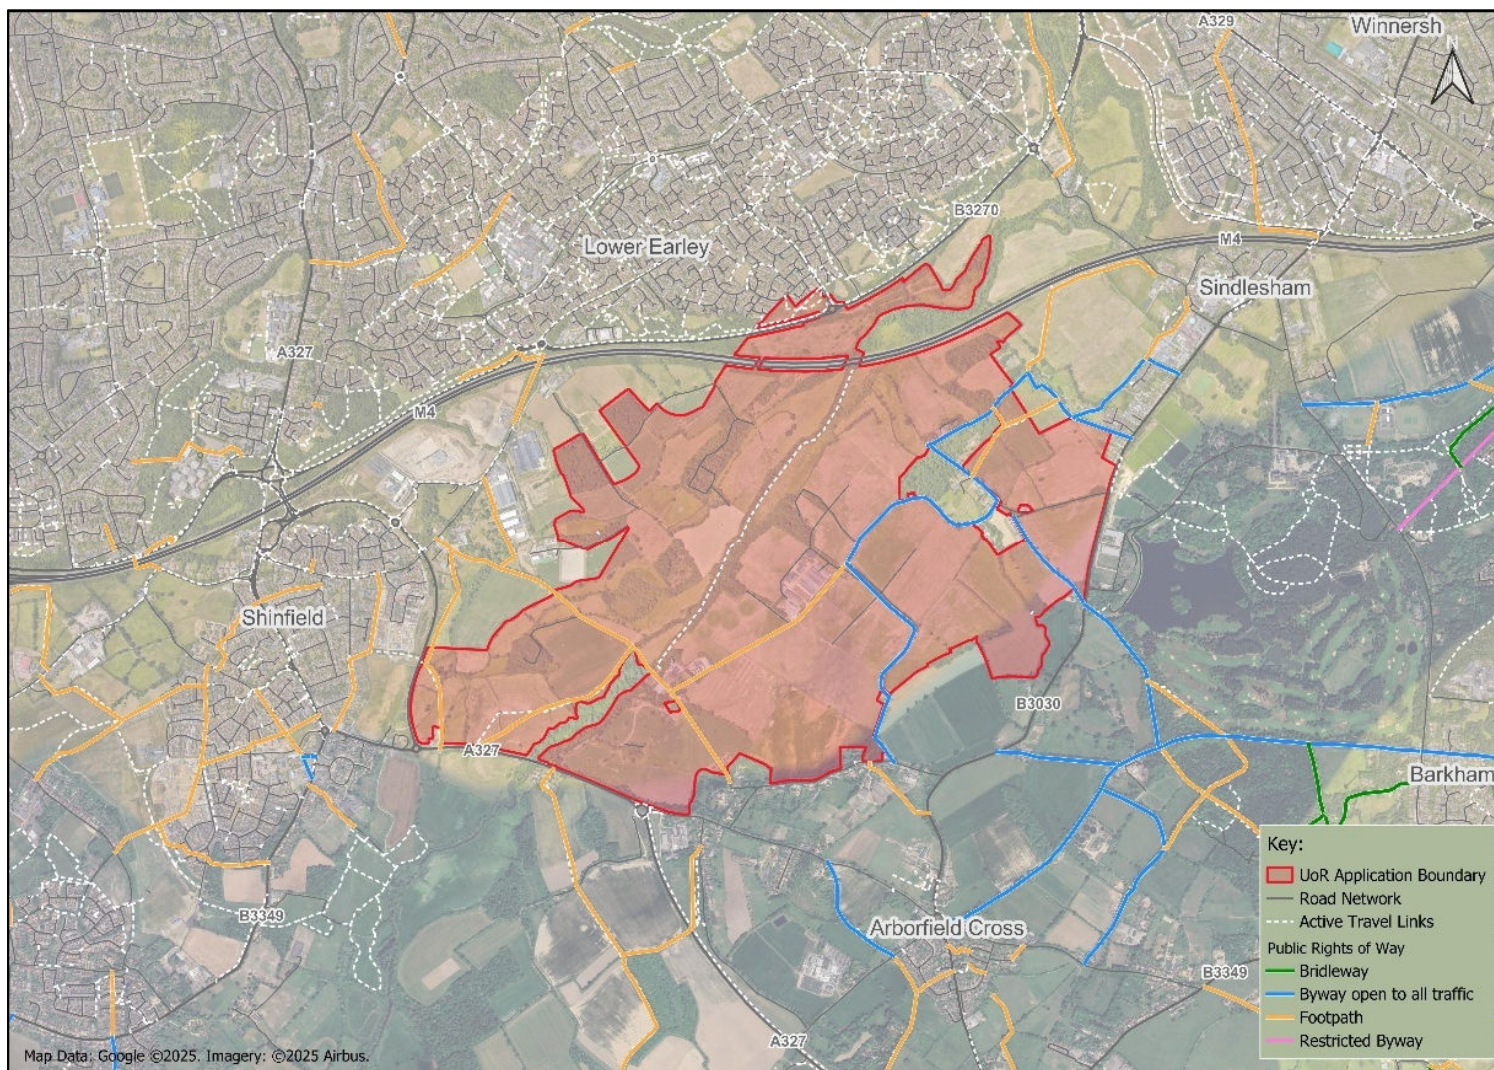 A329
Winnersh
N
B3270
Lower Earley
M4
Sindlesham
A327
M4
Shinfield
B3030
A327
Barkham
B3349
Arborfield Cross
B3349
A327
Key:
UoR Application Boundary
Road Network
Active Travel Links
Public Rights of Way
Bridleway
Byway open to all traffic
Footpath
Restricted Byway
Map Data: Google ©2025. Imagery: ©2025 Airbus.